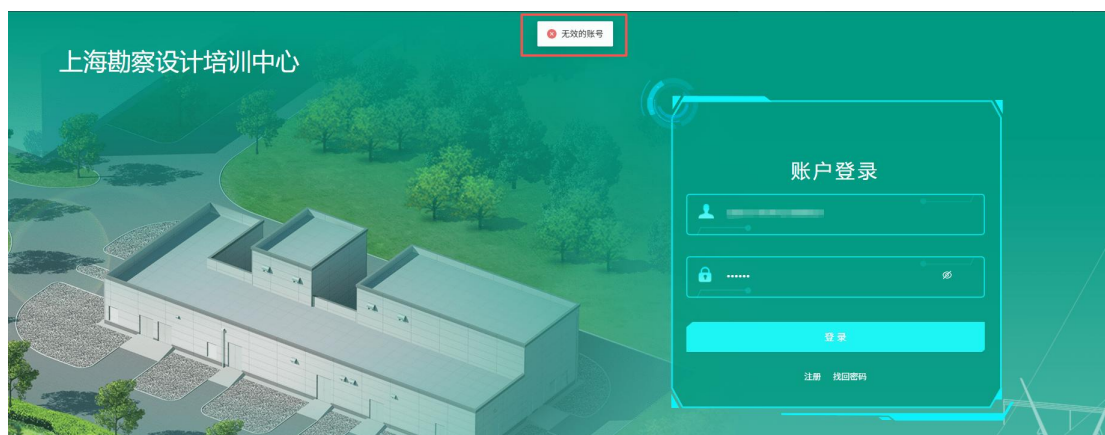 无效的账号
上海勘察设计培训中心
账户登录
登录
注册 找回密码